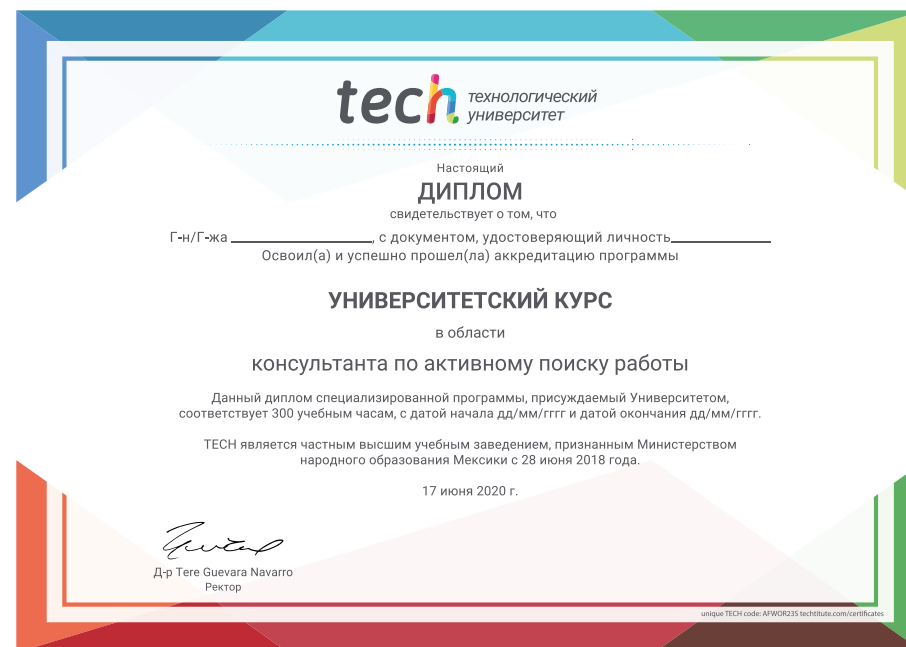 tech технологический
университет
Настоящий
ДИПЛОМ
свидетельствует о том, что
Г-н/Г-жа ____________________, с документом, удостоверяющий личность______________
Освоил(а) и успешно прошел(ла) аккредитацию программы
УНИВЕРСИТЕТСКИЙ КУРС
в области
консультанта по активному поиску работы
Данный диплом специализированной программы, присуждаемый Университетом,
соответствует 300 учебным часам, с датой начала дд/мм/гггг и датой окончания дд/мм/гггг.
TECH является частным высшим учебным заведением, признанным Министерством
народного образования Мексики с 28 июня 2018 года.
17 июня 2020 г.
Д-р Tere Guevara Navarro
Ректор
unique TECH code: AFWOR23S techtitute.com/certificates